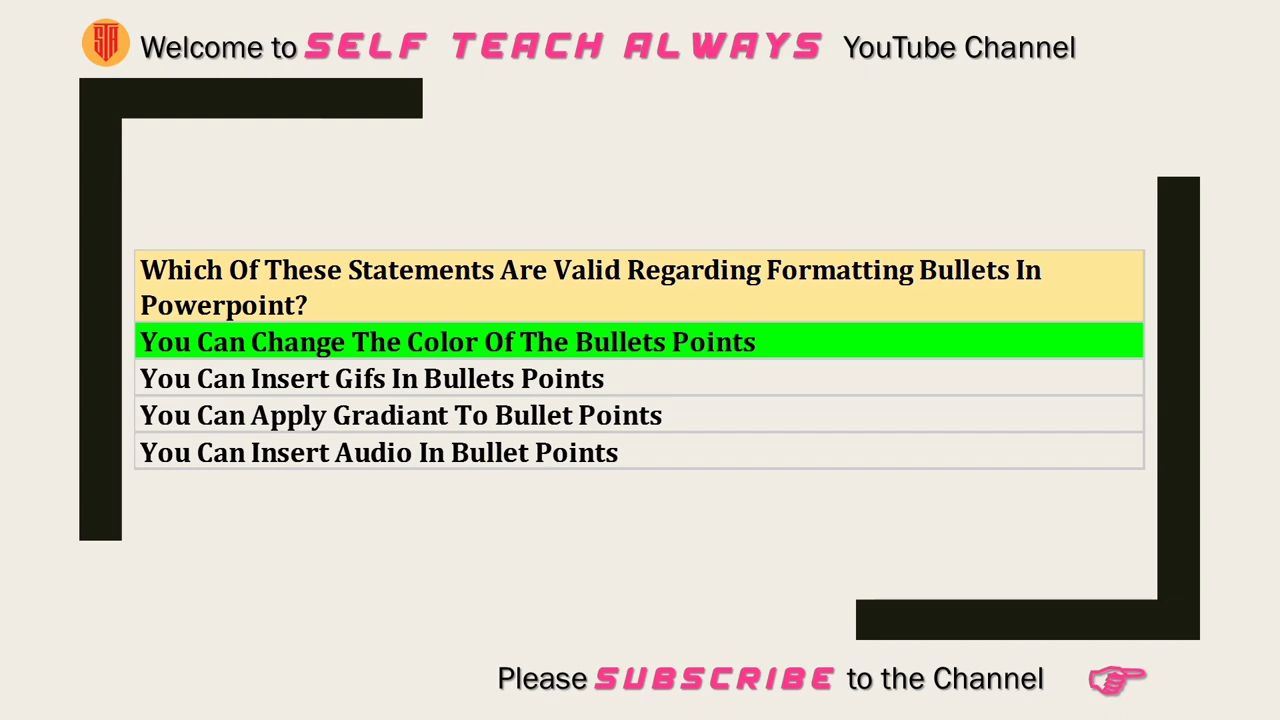 STA
Welcome to SELF TEACH ALWAYS YouTube Channel
Which Of These Statements Are Valid Regarding Formatting Bullets In
Powerpoint?
You Can Change The Color Of The Bullets Points
You Can Insert Gifs In Bullets Points
You Can Apply Gradiant To Bullet Points
You Can Insert Audio In Bullet Points
Please SUBSCRIBE to the Channel